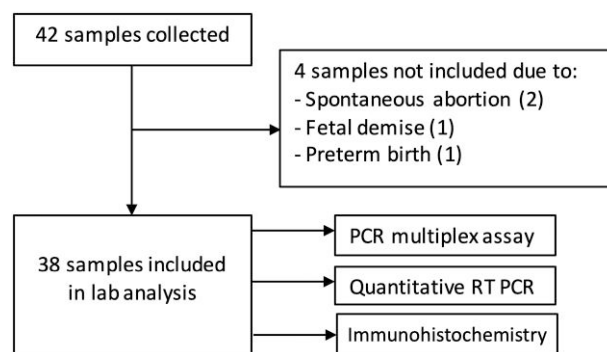 42 samples collected
4 samples not included due to:
- Spontaneous abortion (2)
- Fetal demise (1)
- Preterm birth (1)
38 samples included
in lab analysis
PCR multiplex assay
Quantitative RT PCR
Immunohistochemistry